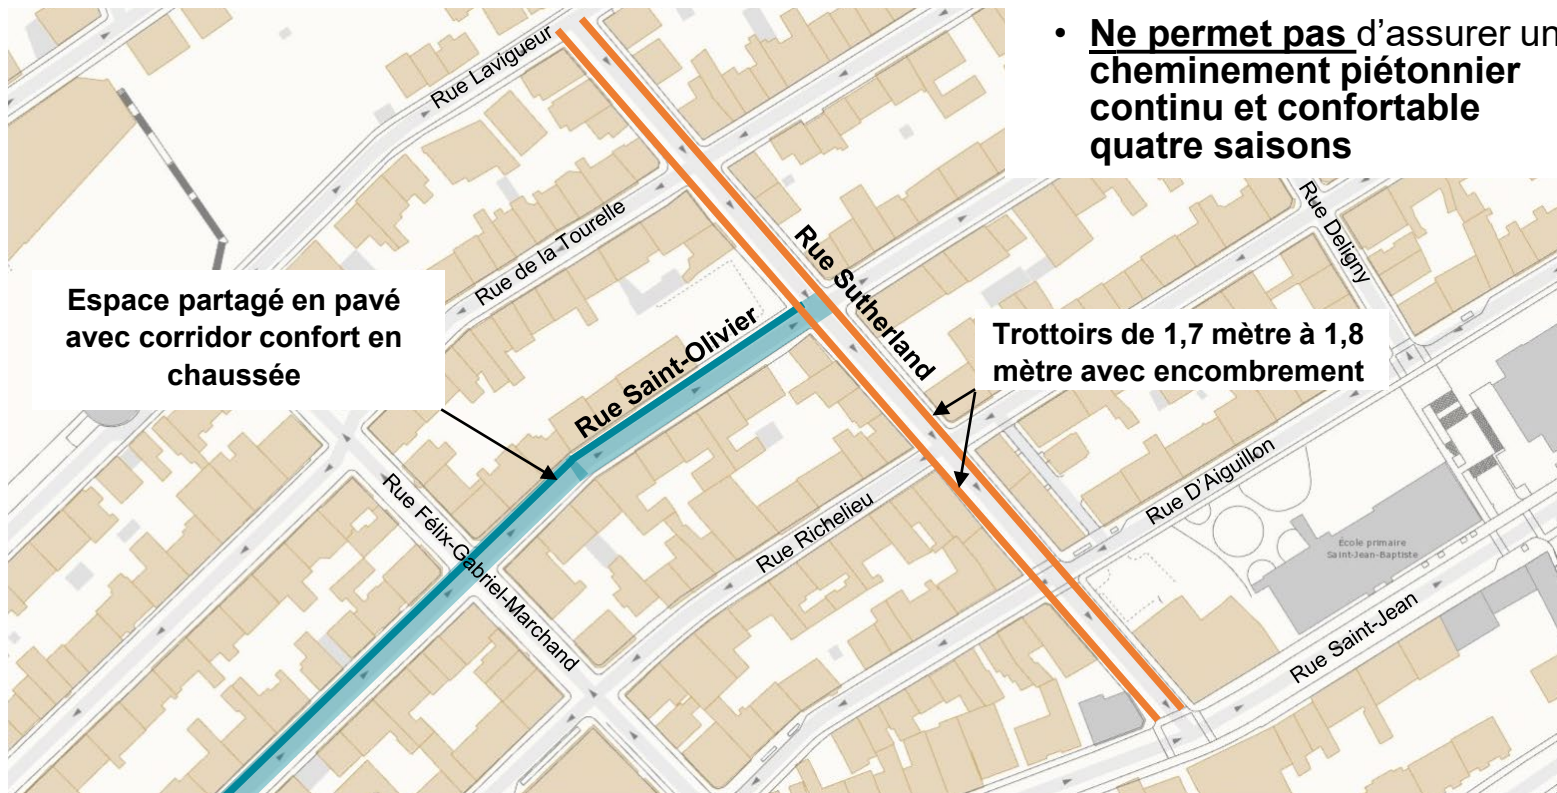 • Ne permet pas d’assurer un
cheminement piétonnier
continu et confortable
quatre saisons
Rue Lavigueur
Rue de la Tourelle
Rue Deligny
Rue Sutherland
Espace partagé en pavé
avec corridor confort en
chaussée
Rue Saint-Olivier
Trottoirs de 1,7 mètre à 1,8
mètre avec encombrement
Rue Félix-Gabriel-Marchand
Rue Richelieu
Rue D’Aiguillon
École primaire
Saint-Jean-Baptiste
Rue Saint-Jean